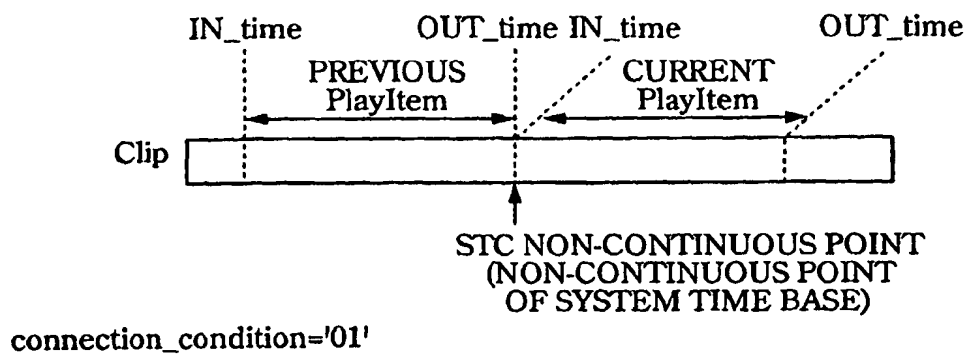 IN_time OUT_time IN_time OUT_time
PREVIOUS
PlayItem
CURRENT
PlayItem
Clip
STC NON-CONTINUOUS POINT
(NON-CONTINUOUS POINT
OF SYSTEM TIME BASE)
connection_condition='01'